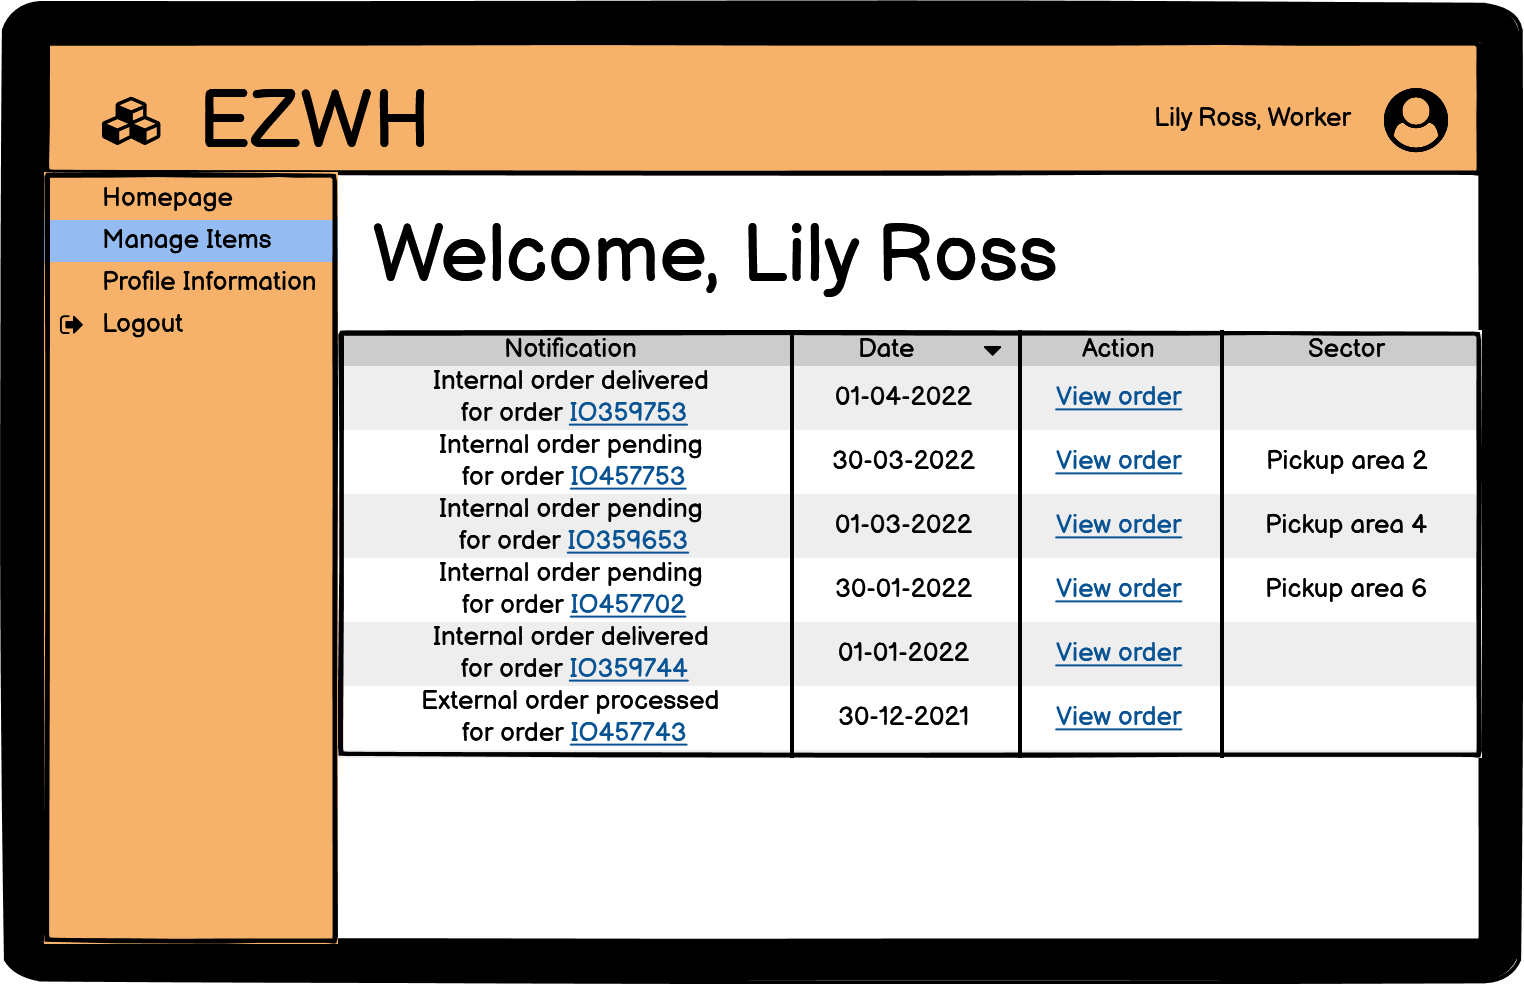 EZWH
Lily Ross, Worker
Homepage
Manage Items
Profile Information
Logout
Welcome, Lily Ross
Notification Date Action Sector
Internal order delivered
for order IO359753 01-04-2022 View order
Internal order pending
for order IO457753 30-03-2022 View order Pickup area 2
Internal order pending
for order IO359653 01-03-2022 View order Pickup area 4
Internal order pending
for order IO457702 30-01-2022 View order Pickup area 6
Internal order delivered
for order IO359744 01-01-2022 View order
External order processed
for order IO457743 30-12-2021 View order